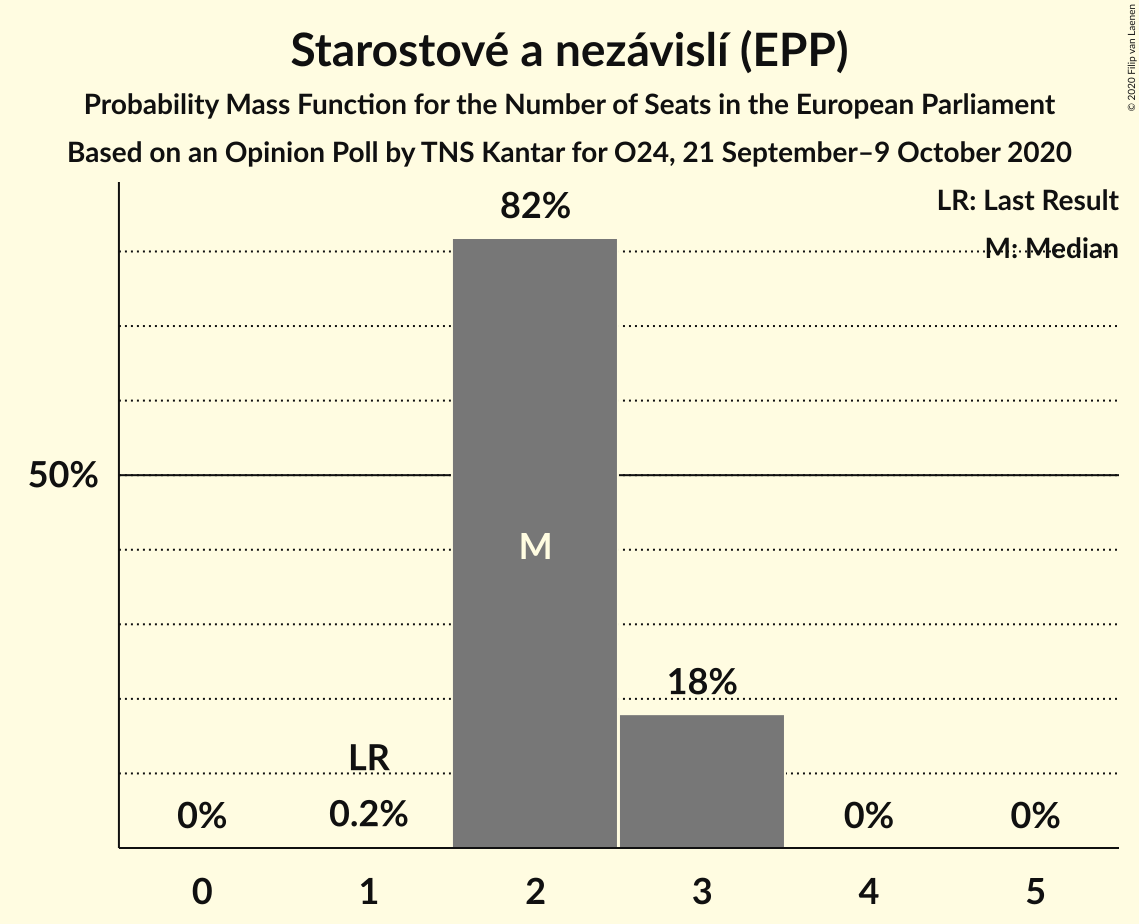 Starostové a nezávislí (EPP)
Probability Mass Function for the Number of Seats in the European Parliament
Based on an Opinion Poll by TNS Kantar for O24, 21 September–9 October 2020
© 2020 Filip van Laenen
LR: Last Result
M: Median
82%
50%
M
18%
LR
0%
0.2%
0%
0%
0
1
2
3
4
5